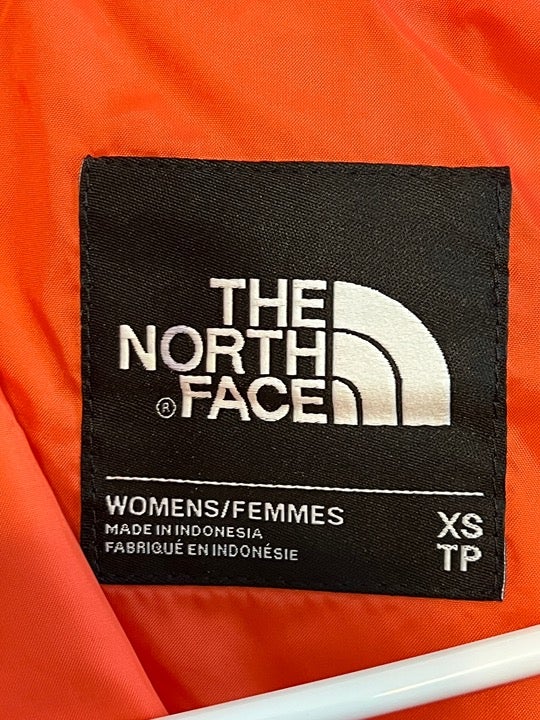 THE
NORTH
® FACE
WOMENS/FEMMES
MADE IN INDONESIA
FABRIQUÉ EN INDONÉSIE
XS
TP